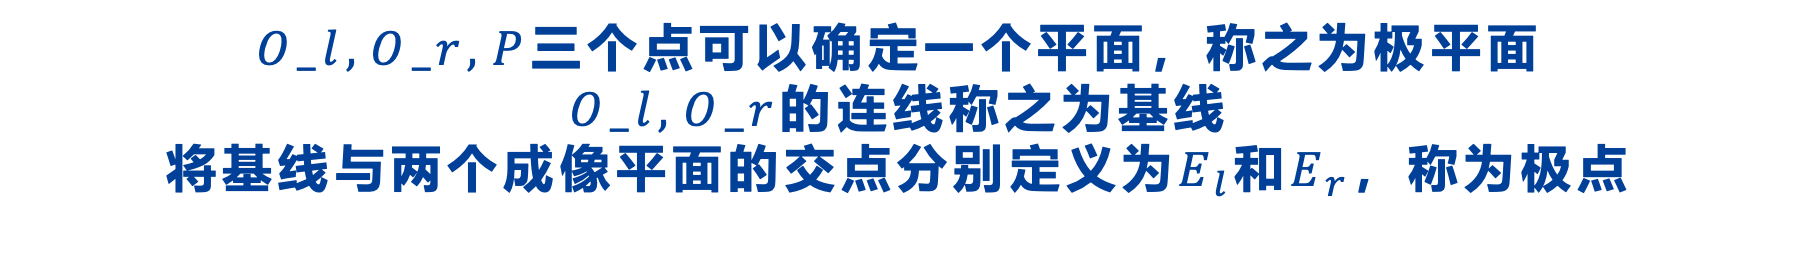 O_l, O_r, P三个点可以确定一个平面，称之为极平面
O_l, O_r的连线称之为基线
将基线与两个成像平面的交点分别定义为E_l和E_r，称为极点